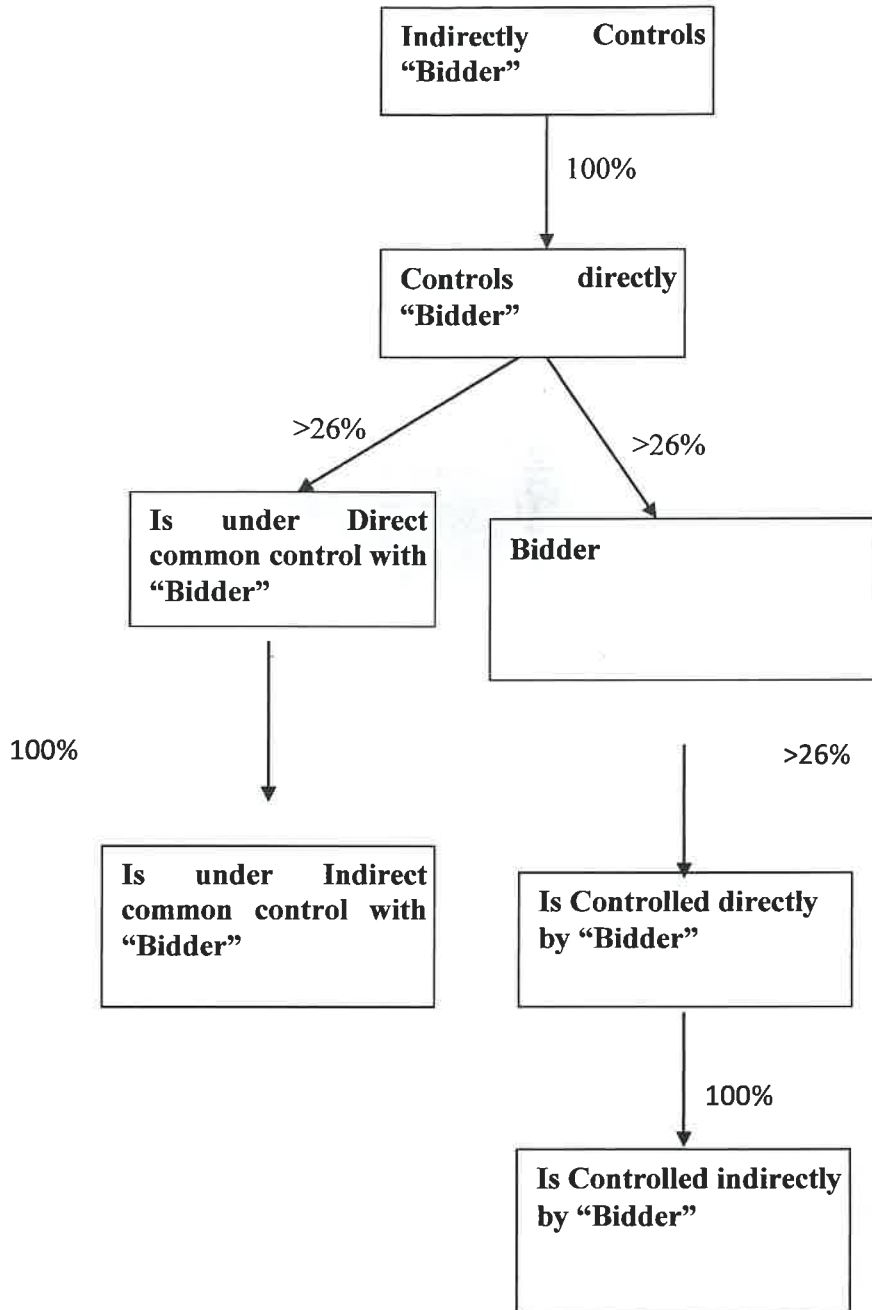 Indirectly Controls
“Bidder”
100%
Controls directly
“Bidder”
>26%
>26%
Is under Direct
common control with
“Bidder”
Bidder
100%
>26%
Is under Indirect
common control with
“Bidder”
Is Controlled directly
by “Bidder”
100%
Is Controlled indirectly
by “Bidder”